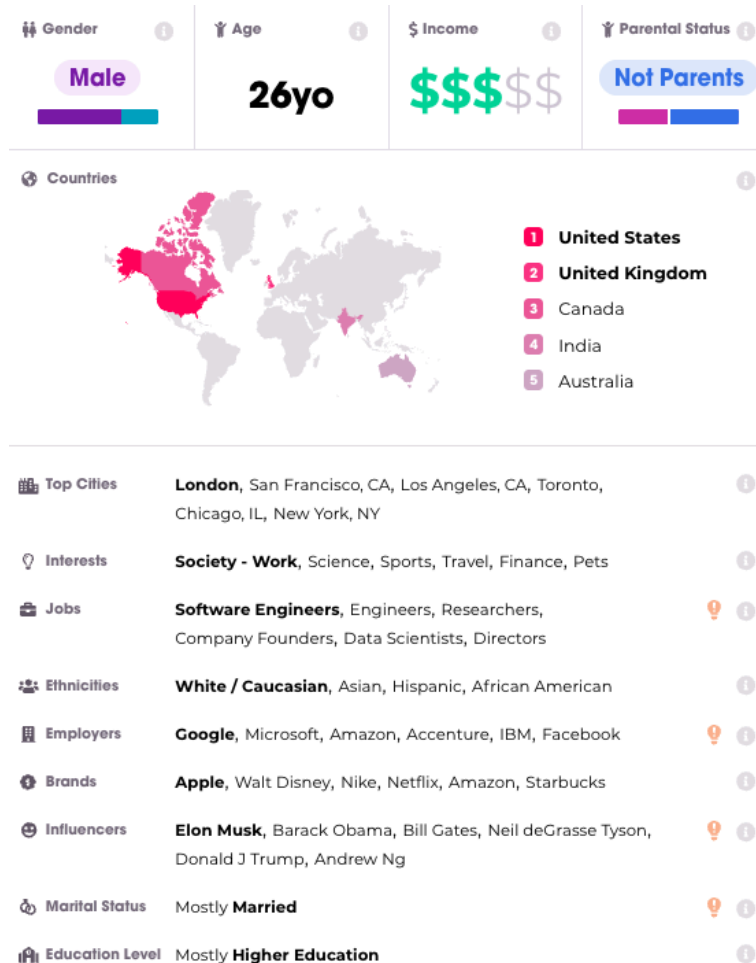 Gender
Age
$ Income
Parental Status
Male
26yo
$$$$$
Not Parents
Countries
1 United States
2 United Kingdom
3 Canada
4 India
5 Australia
Top Cities London, San Francisco, CA, Los Angeles, CA, Toronto,
Chicago, IL, New York, NY
Interests Society - Work, Science, Sports, Travel, Finance, Pets
Jobs Software Engineers, Engineers, Researchers,
Company Founders, Data Scientists, Directors
Ethnicities White / Caucasian, Asian, Hispanic, African American
Employers Google, Microsoft, Amazon, Accenture, IBM, Facebook
Brands Apple, Walt Disney, Nike, Netflix, Amazon, Starbucks
Influencers Elon Musk, Barack Obama, Bill Gates, Neil deGrasse Tyson,
Donald J Trump, Andrew Ng
Marital Status Mostly Married
Education Level Mostly Higher Education